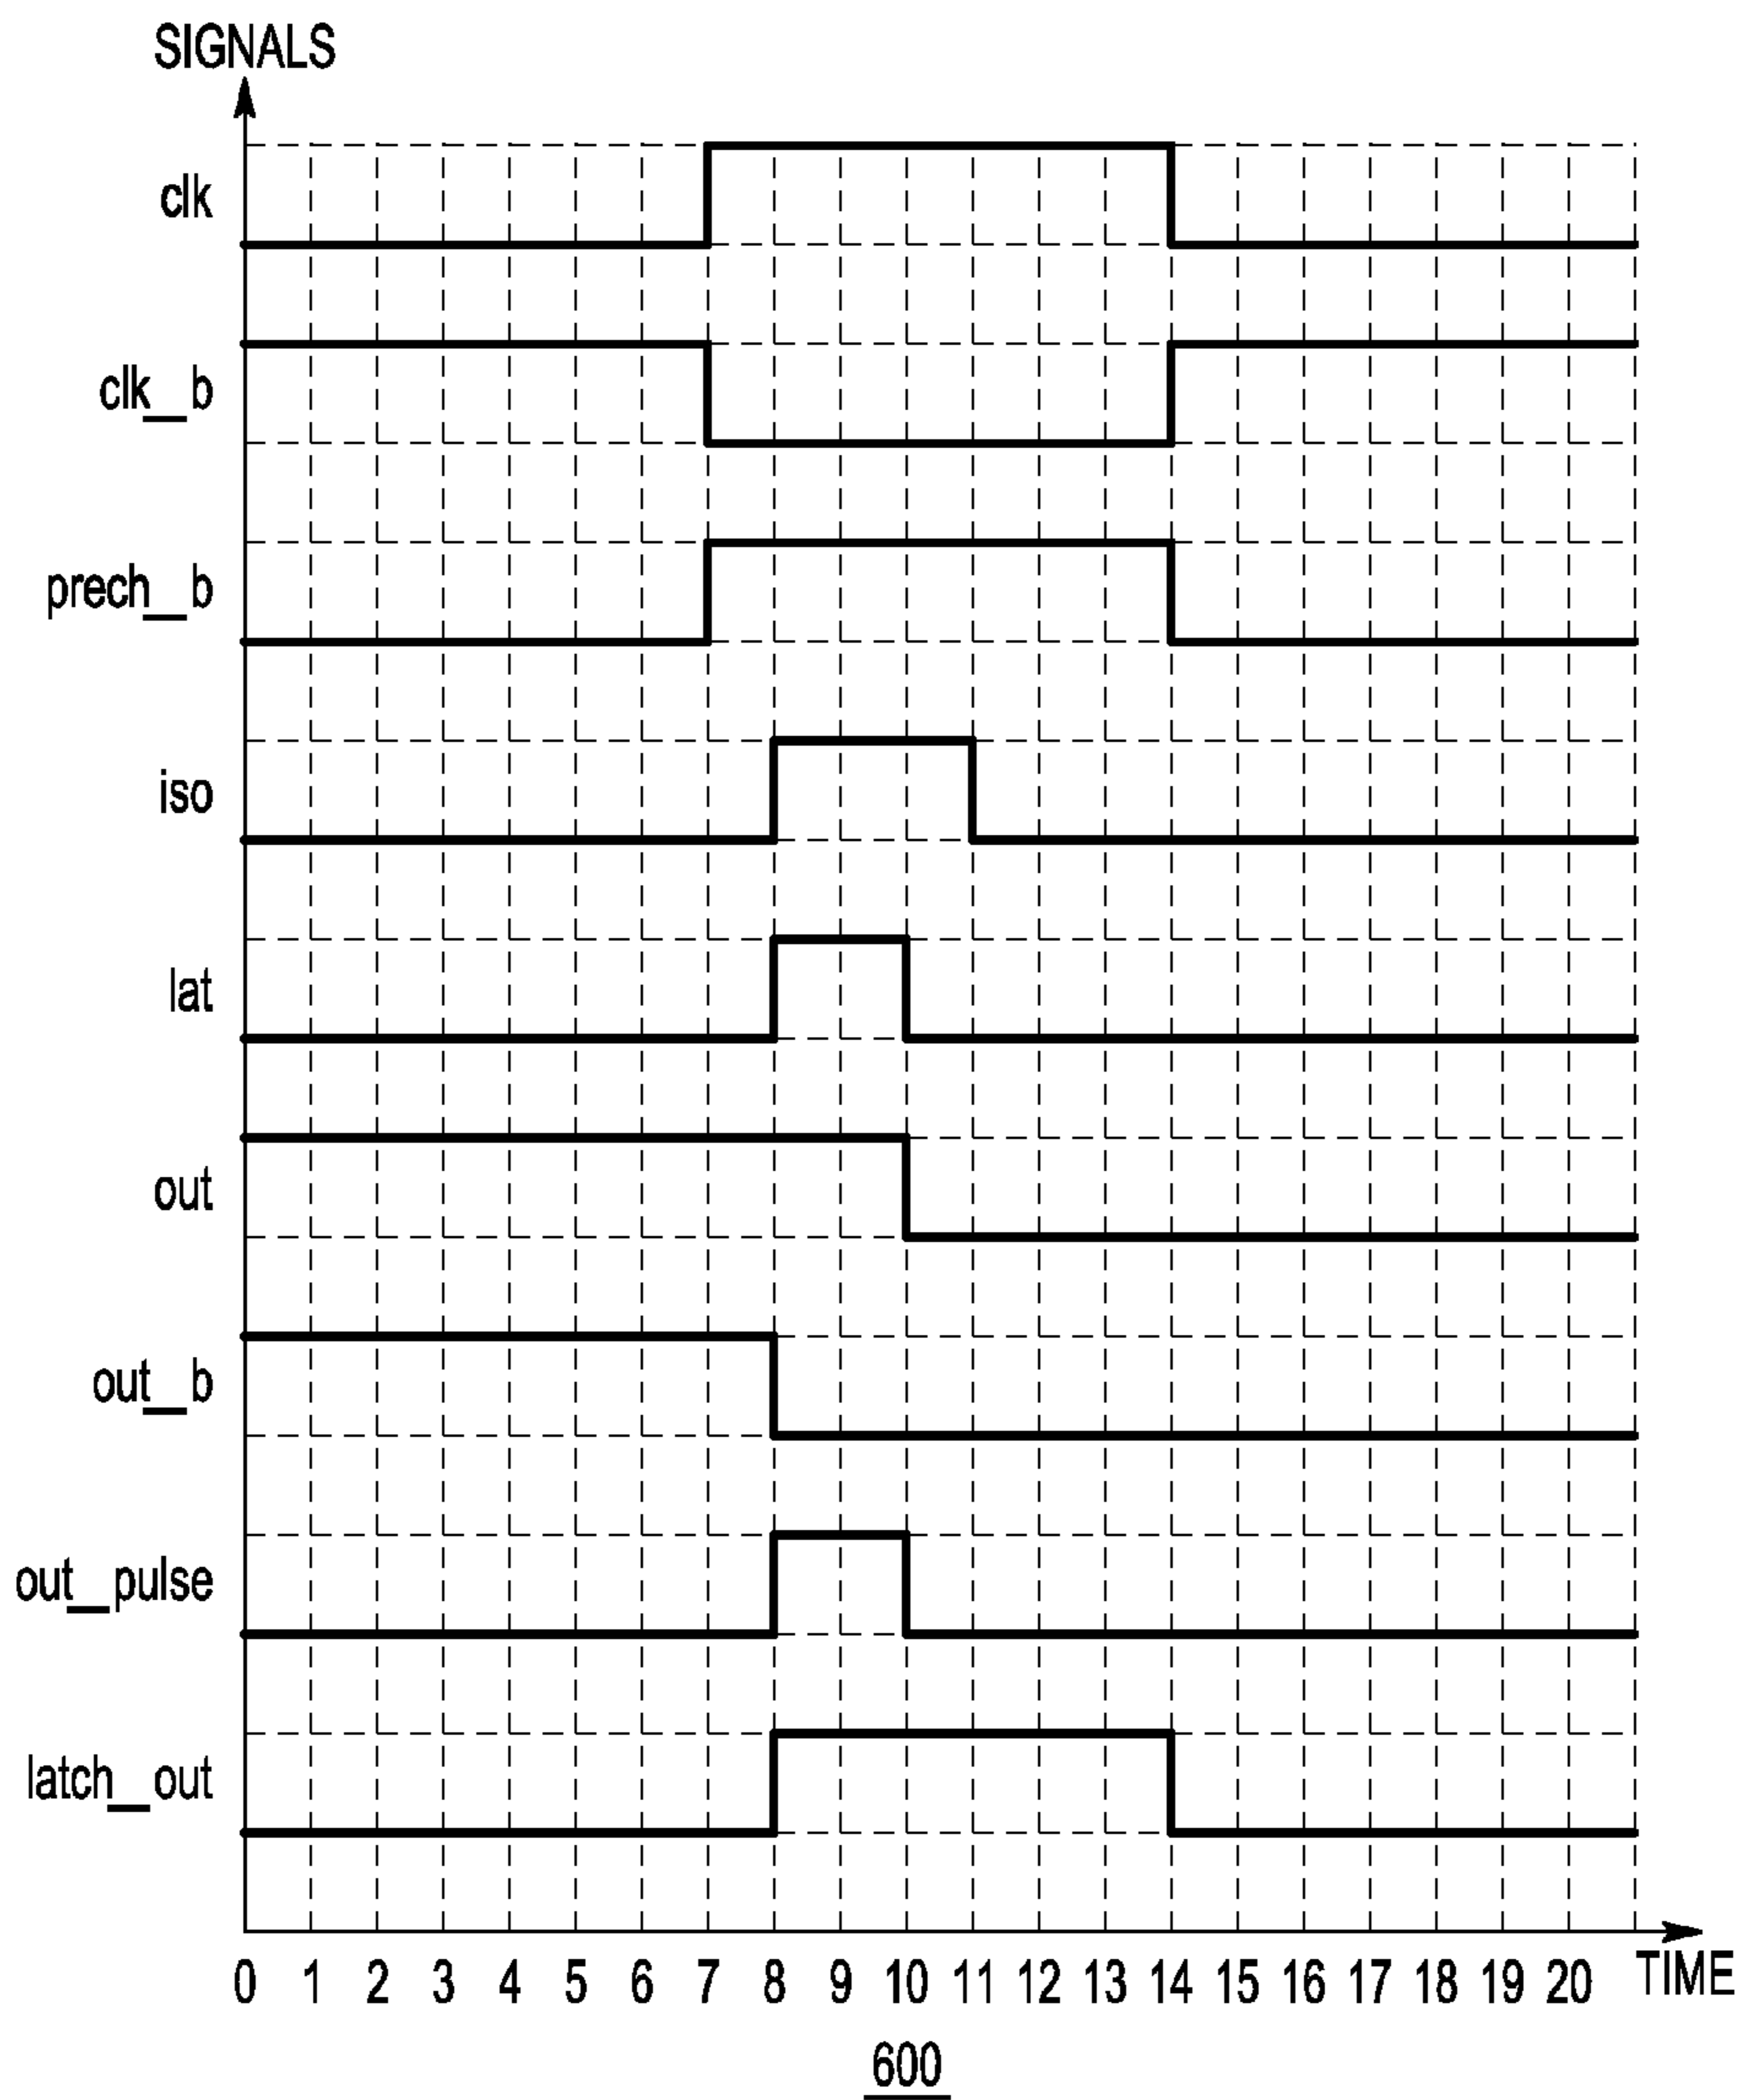 SIGNALS
clk
clk_b
prech_b
iso
lat
out
out_b
out_pulse
latch_out
0 1 2 3 4 5 6 7 8 9 10 11 12 13 14 15 16 17 18 19 20 TIME
600